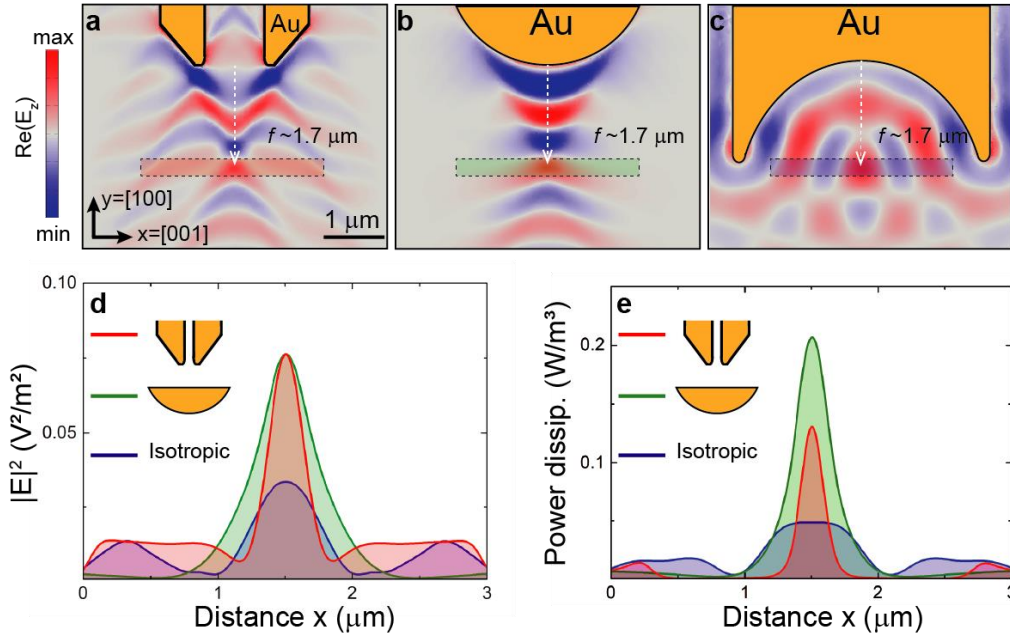 max
Re(E_z)
min
a
Au
f ~1.7 μm
y=[100]
x=[001]
1 μm
b
Au
f ~1.7 μm
c
Au
f ~1.7 μm
d
0.10
0.05
|E|² (V²/m²)
Isotropic
0
1
2
3
Distance x (μm)
e
0.2
0.1
Power dissip. (W/m³)
Isotropic
0
1
2
3
Distance x (μm)